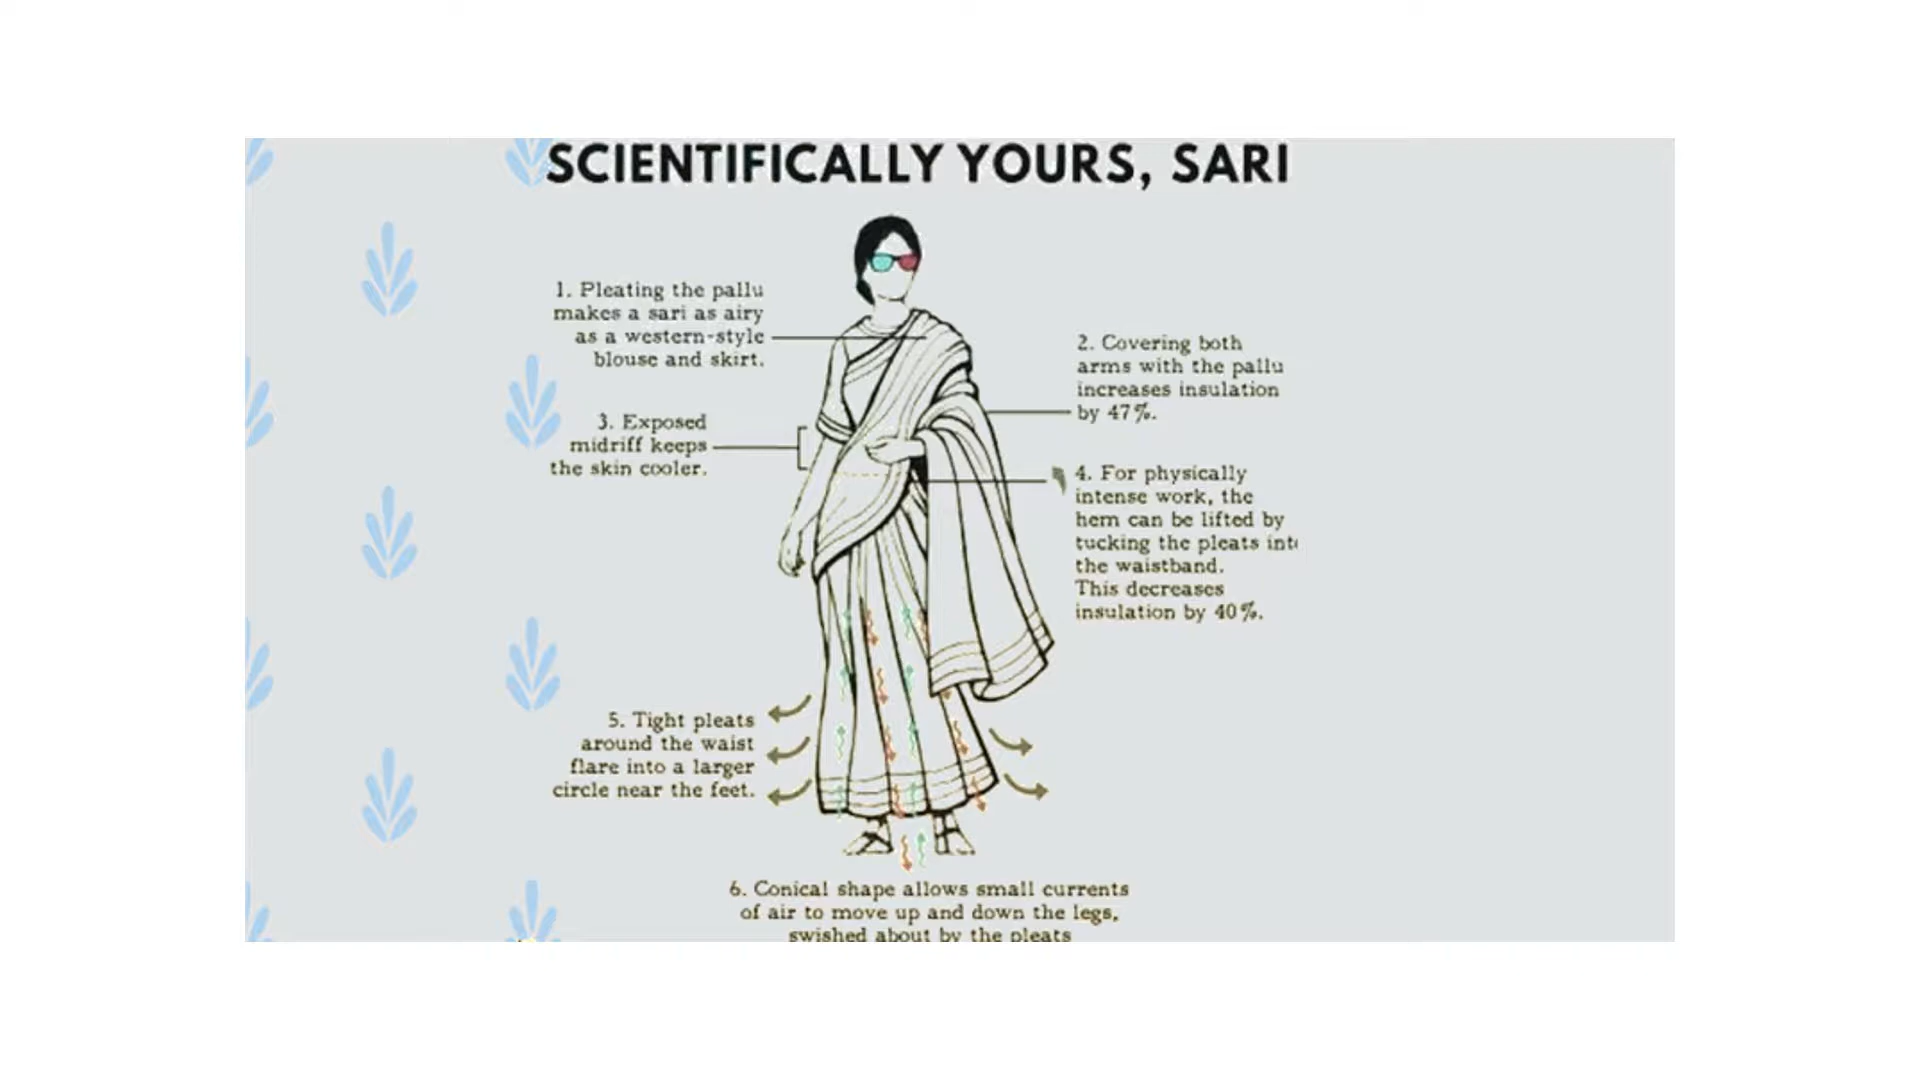 SCIENTIFICALLY YOURS, SARI
1. Pleating the pallu
makes a sari as airy
as a western-style
blouse and skirt.
2. Covering both
arms with the pallu
increases insulation
by 47%.
3. Exposed
midriff keeps
the skin cooler.
4. For physically
intense work, the
hem can be lifted by
tucking the pleats int
the waistband.
This decreases
insulation by 40%.
5. Tight pleats
around the waist
flare into a larger
circle near the feet.
6. Conical shape allows small currents
of air to move up and down the legs,
swished about by the pleats